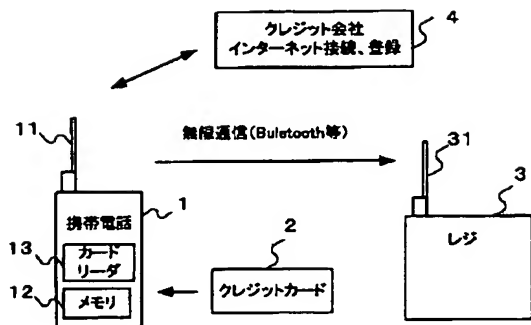 クレジット会社
インターネット接続、登録
4
11
無限通信(Buletooth等)
31
3
1
携帯電話
レジ
13
カード
リーダ
2
12
メモリ
クレジットカード